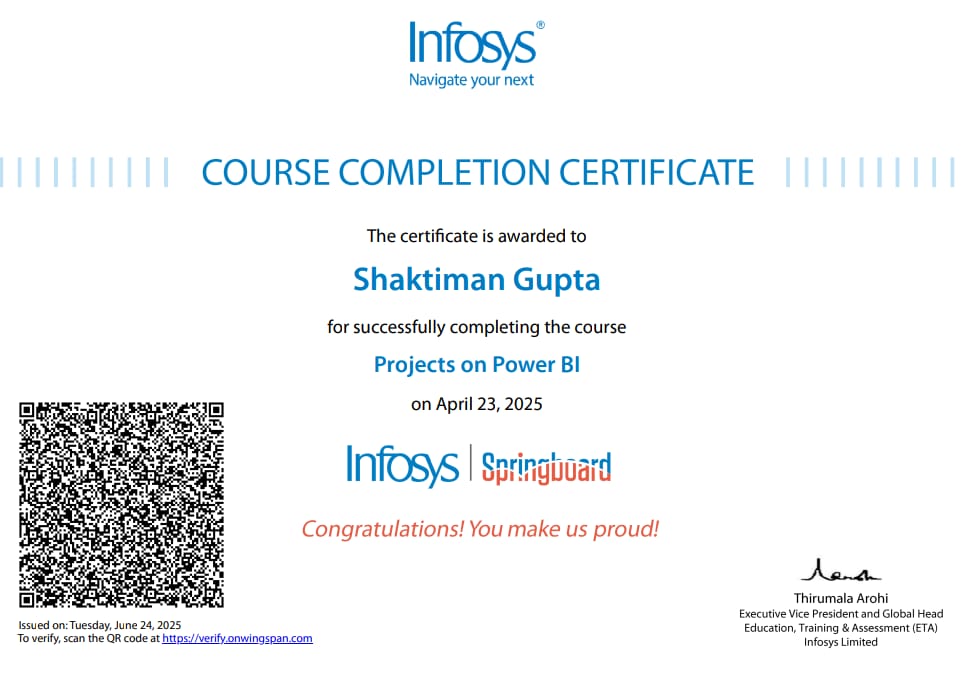 Infosys®
Navigate your next
COURSE COMPLETION CERTIFICATE
The certificate is awarded to
Shaktiman Gupta
for successfully completing the course
Projects on Power BI
on April 23, 2025
Infosys | Springboard
Congratulations! You make us proud!
Issued on: Tuesday, June 24, 2025
To verify, scan the QR code at https://verify.onwingspan.com
Thirumala Arohi
Executive Vice President and Global Head
Education, Training & Assessment (ETA)
Infosys Limited